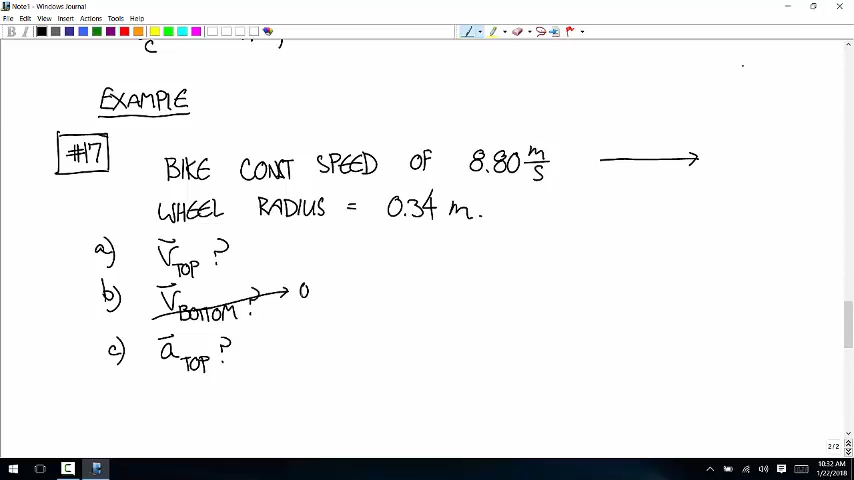 Note1 - Windows Journal
File Edit View Insert Actions Tools Help
EXAMPLE
#17 BIKE CONST SPEED OF 8.80 m/s
WHEEL RADIUS = 0.34 m.
a) V TOP ?
b) V BOTTOM ? → 0
c) a TOP ?
2/2
10:32 AM
1/22/2018